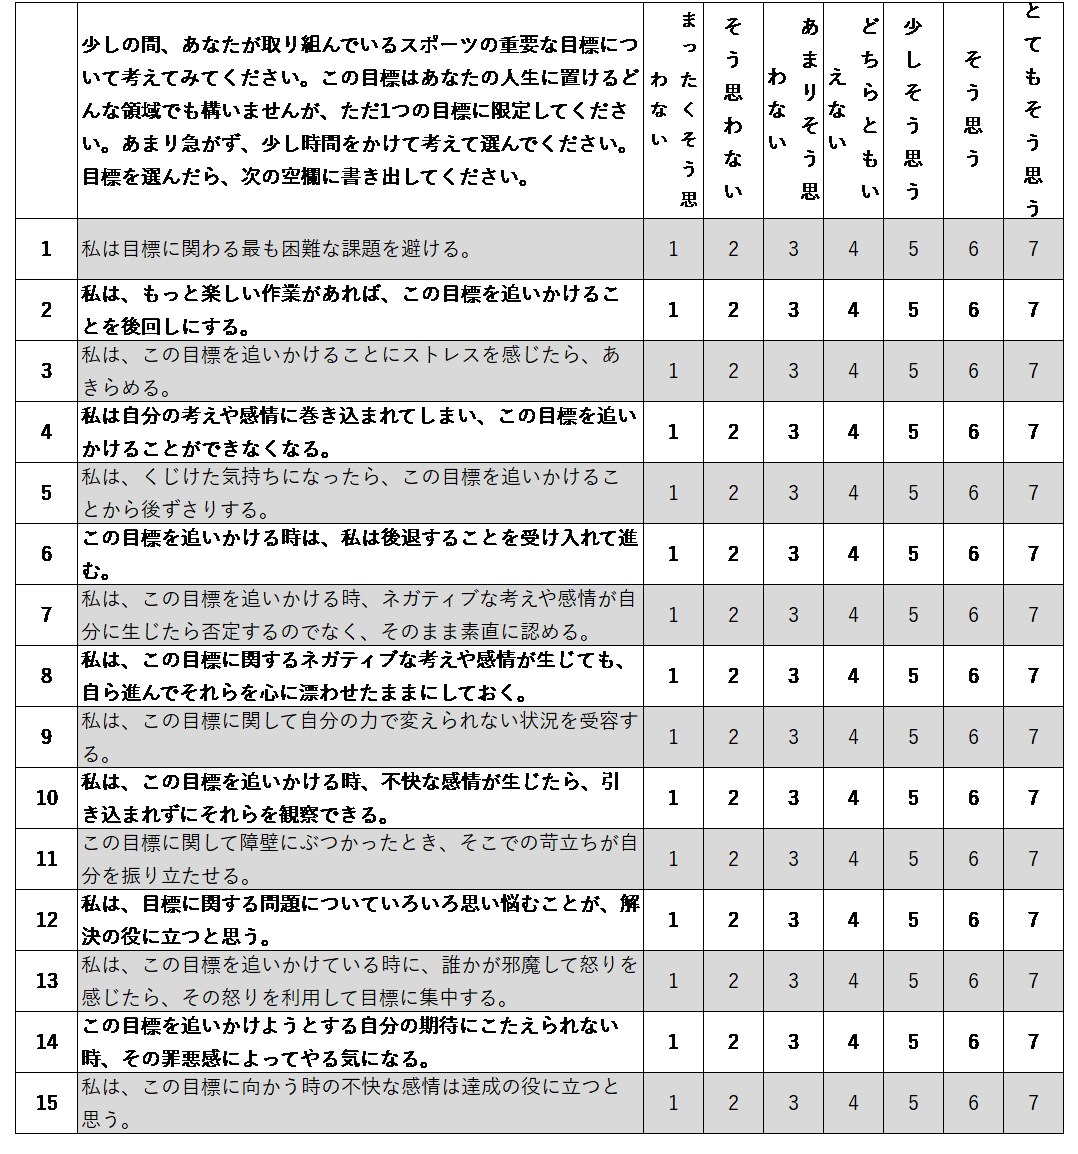 少しの間、あなたが取り組んでいるスポーツの重要な目標につ
いて考えてみてください。この目標はあなたの人生に置けるど
んな領域でも構いませんが、ただ1つの目標に限定してくださ
い。あまり急がず、少し時間をかけて考えて選んでください。
目標を選んだら、次の空欄に書き出してください。
まったくそう思
わない
そう思わない
あまりそう思
わない
どちらともい
えない
少しそう思う
そう思う
とてもそう思う
1 私は目標に関わる最も困難な課題を避ける。 1 2 3 4 5 6 7
2 私は、もっと楽しい作業があれば、この目標を追いかけるこ
とを後回しにする。 1 2 3 4 5 6 7
3 私は、この目標を追いかけることにストレスを感じたら、あ
きらめる。 1 2 3 4 5 6 7
4 私は自分の考えや感情に巻き込まれてしまい、この目標を追い
かけることができなくなる。 1 2 3 4 5 6 7
5 私は、くじけた気持ちになったら、この目標を追いかけるこ
とから後ずさりする。 1 2 3 4 5 6 7
6 この目標を追いかける時は、私は後退することを受け入れて進
む。 1 2 3 4 5 6 7
7 私は、この目標を追いかける時、ネガティブな考えや感情が自
分に生じたら否定するのでなく、そのまま素直に認める。 1 2 3 4 5 6 7
8 私は、この目標に関するネガティブな考えや感情が生じても、
自ら進んでそれらを心に漂わせたままにしておく。 1 2 3 4 5 6 7
9 私は、この目標に関して自分の力で変えられない状況を受容す
る。 1 2 3 4 5 6 7
10 私は、この目標を追いかける時、不快な感情が生じたら、引
き込まれずにそれらを観察できる。 1 2 3 4 5 6 7
11 この目標に関して障壁にぶつかったとき、そこでの苛立ちが自
分を振り立たせる。 1 2 3 4 5 6 7
12 私は、目標に関する問題についていろいろ思い悩むことが、解
決の役に立つと思う。 1 2 3 4 5 6 7
13 私は、この目標を追いかけている時に、誰かが邪魔して怒りを
感じたら、その怒りを利用して目標に集中する。 1 2 3 4 5 6 7
14 この目標を追いかけようとする自分の期待にこたえられない
時、その罪悪感によってやる気になる。 1 2 3 4 5 6 7
15 私は、この目標に向かう時の不快な感情は達成の役に立つと
思う。 1 2 3 4 5 6 7